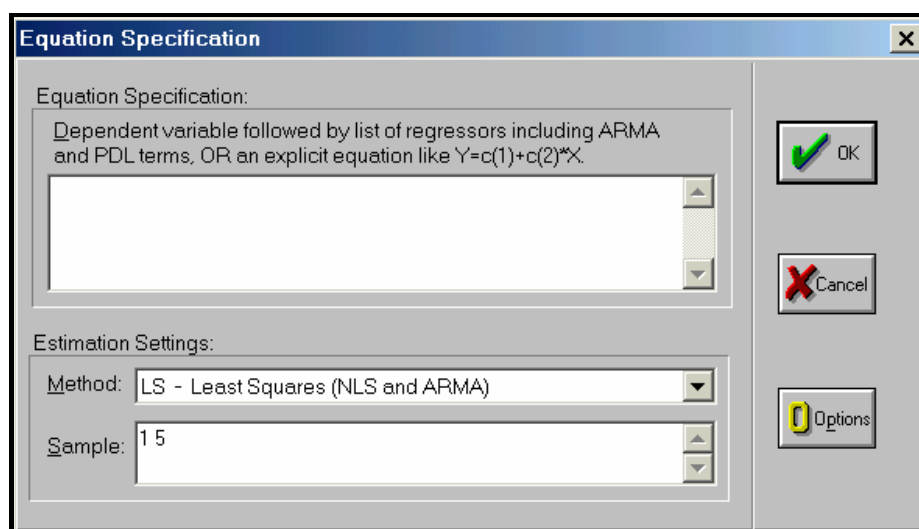 Equation Specification
Equation Specification:
Dependent variable followed by list of regressors including ARMA
and PDL terms, OR an explicit equation like Y=c(1)+c(2)*X.
OK
Cancel
Estimation Settings:
Method: LS - Least Squares (NLS and ARMA)
Sample: 1 5
Options